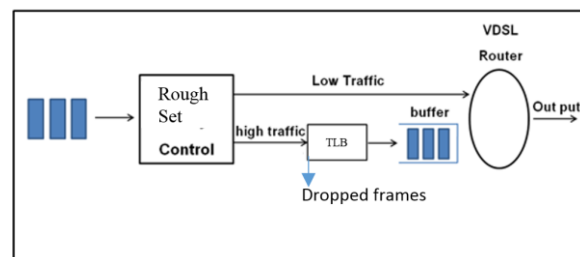 VDSL
Router
Low Traffic
Rough
Set
Control
high traffic
TLB
buffer
Out put
Dropped frames